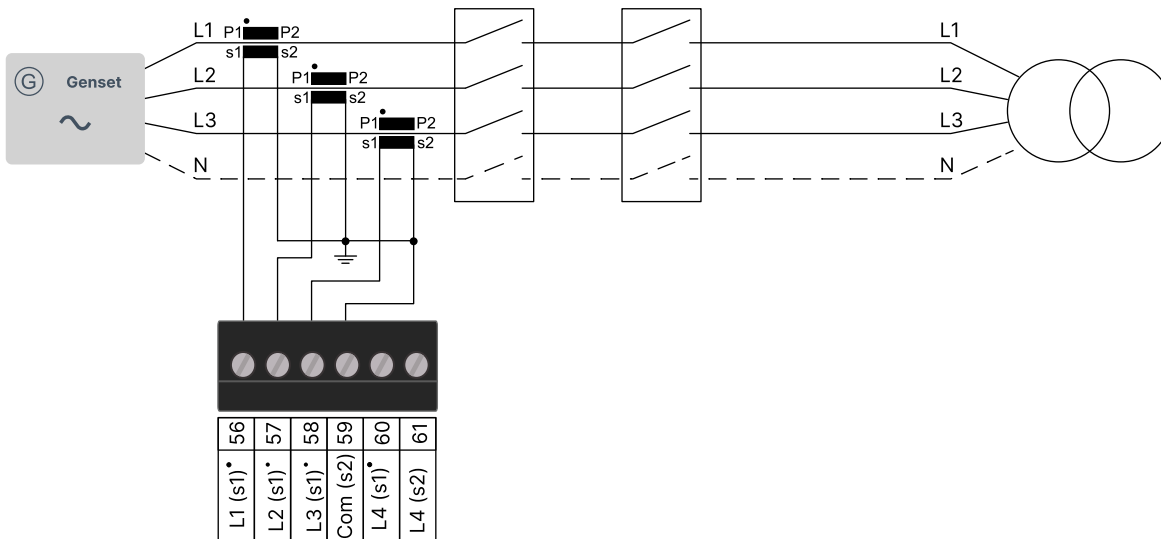 L1 P1 P2 L1
s1 s2
G Genset L2 P1 P2 L2
s1 s2
L3 P1 P2 L3
s1 s2
N N
56 57 58 59 60 61
L1 (s1)•
L2 (s1)•
L3 (s1)•
Com (s2)
L4 (s1)•
L4 (s2)